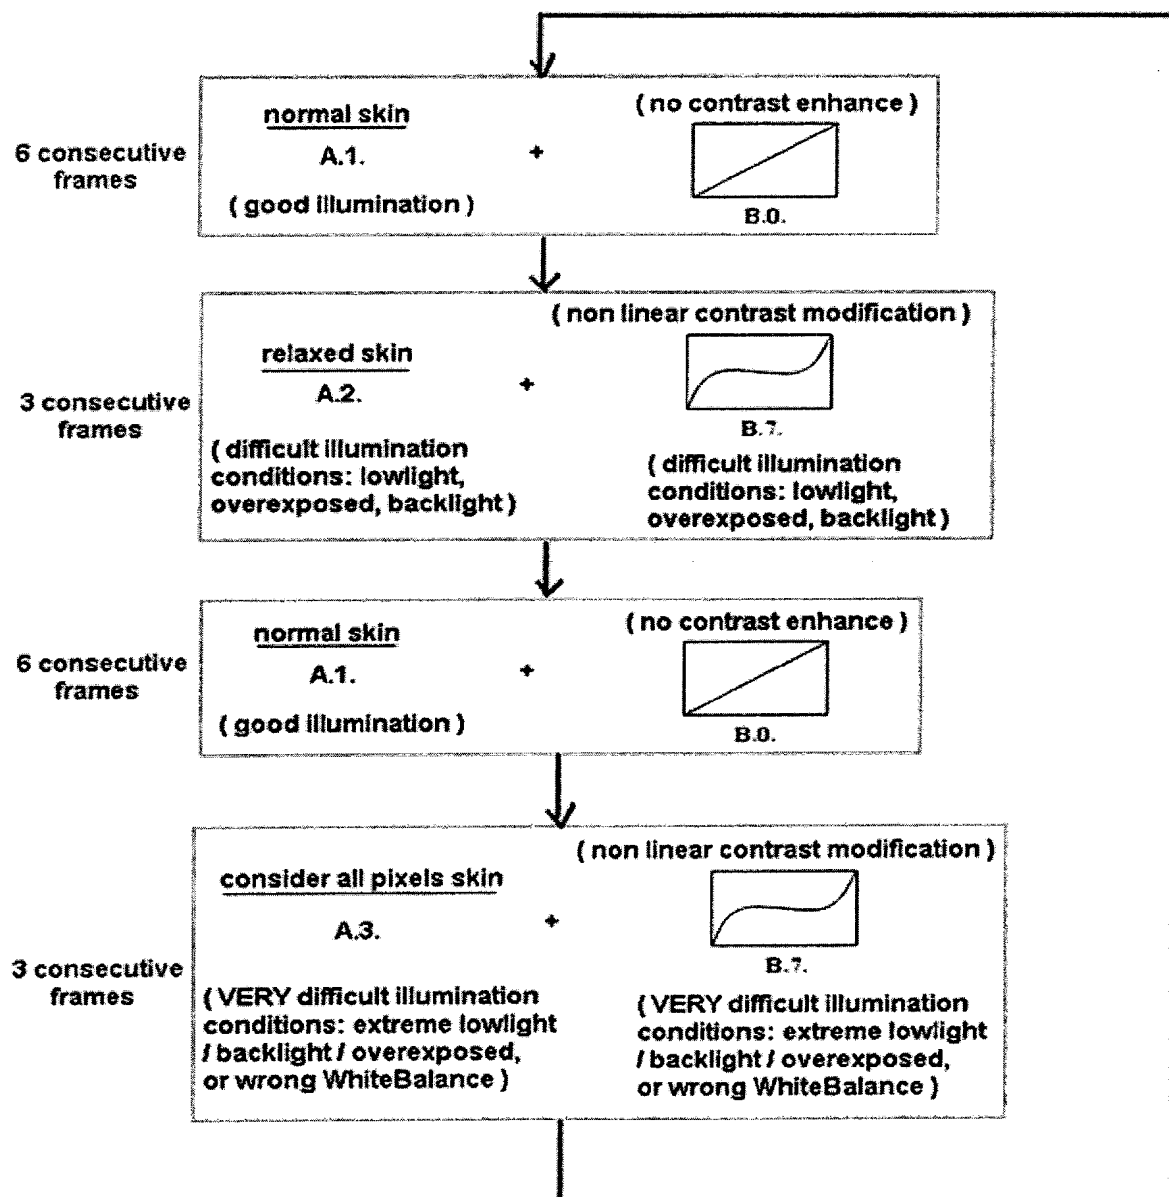 6 consecutive
frames
normal skin
A.1.
( good illumination )
+
( no contrast enhance )
B.0.
3 consecutive
frames
relaxed skin
A.2.
( difficult illumination
conditions: lowlight,
overexposed, backlight )
+
( non linear contrast modification )
B.7.
( difficult illumination
conditions: lowlight,
overexposed, backlight )
6 consecutive
frames
normal skin
A.1.
( good illumination )
+
( no contrast enhance )
B.0.
3 consecutive
frames
consider all pixels skin
A.3.
( VERY difficult illumination
conditions: extreme lowlight
/ backlight / overexposed,
or wrong WhiteBalance )
+
( non linear contrast modification )
B.7.
( VERY difficult illumination
conditions: extreme lowlight
/ backlight / overexposed,
or wrong WhiteBalance )